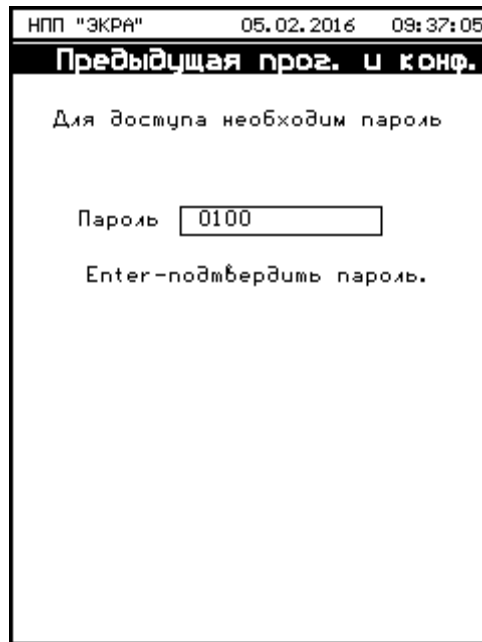 НПП "ЭКРА" 05.02.2016 09:37:05
Предыдущая прог. и конф.
Для доступа необходим пароль
Пароль 0100
Enter-подтвердить пароль.